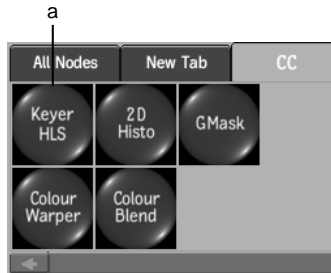 a
All Nodes
New Tab
CC
Keyer
HLS
2D
Histo
GMask
Colour
Warper
Colour
Blend